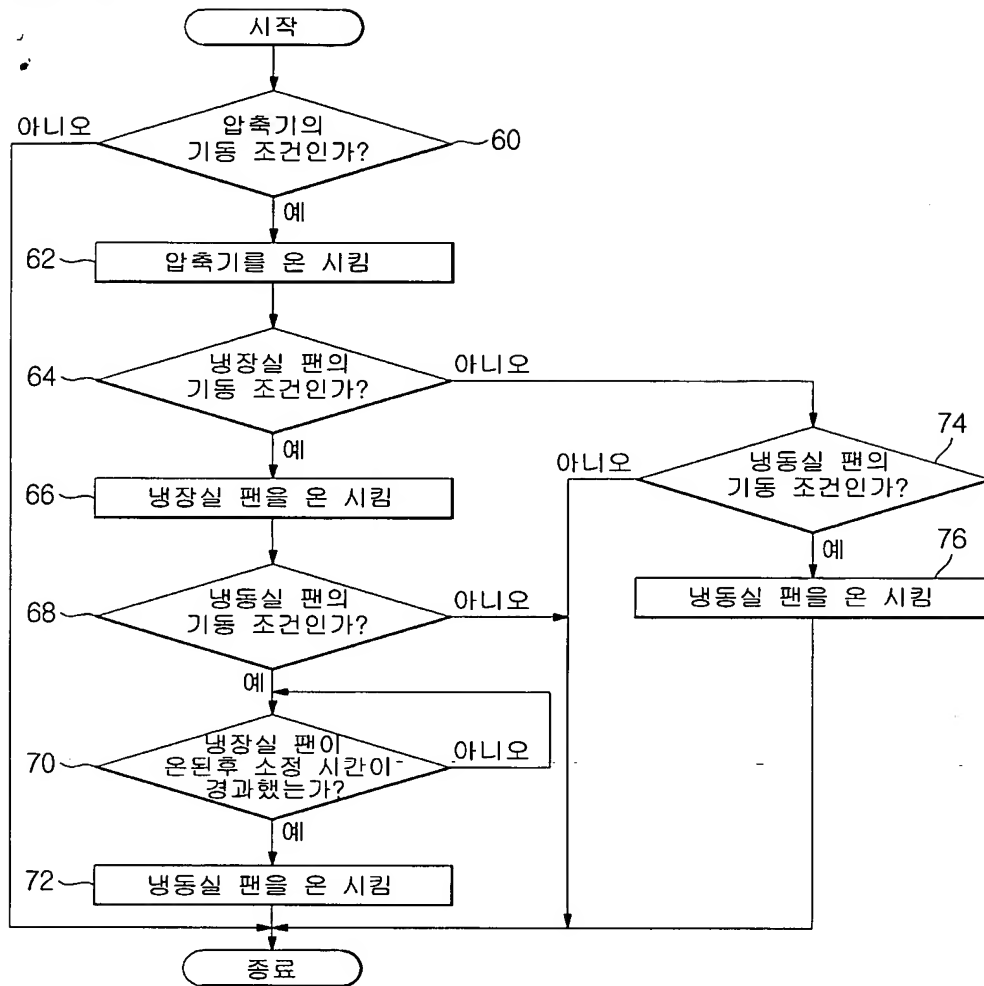 시작
아니오
압축기의
기동 조건인가?
60
예
62
압축기를 온 시킴
64
냉장실 팬의
기동 조건인가?
아니오
예
74
아니오
냉동실 팬의
기동 조건인가?
66
냉장실 팬을 온 시킴
예
76
냉동실 팬을 온 시킴
68
냉동실 팬의
기동 조건인가?
아니오
예
70
냉장실 팬이
온된후 소정 시간이
경과했는가?
아니오
예
72
냉동실 팬을 온 시킴
종료